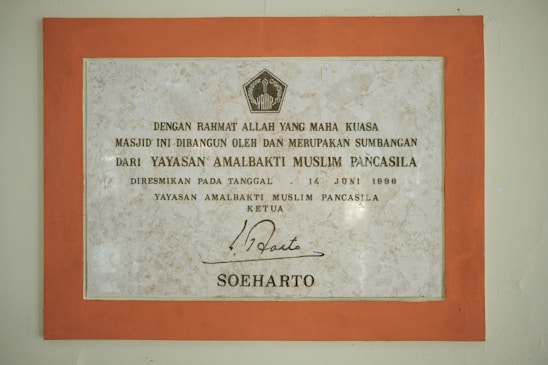 YAMP
DENGAN RAHMAT ALLAH YANG MAHA KUASA
MASJID INI DIBANGUN OLEH DAN MERUPAKAN SUMBANGAN
DARI YAYASAN AMALBAKTI MUSLIM PANCASILA
DIRESMIKAN PADA TANGGAL . 14 JUNI 1996
YAYASAN AMALBAKTI MUSLIM PANCASILA
KETUA
SOEHARTO